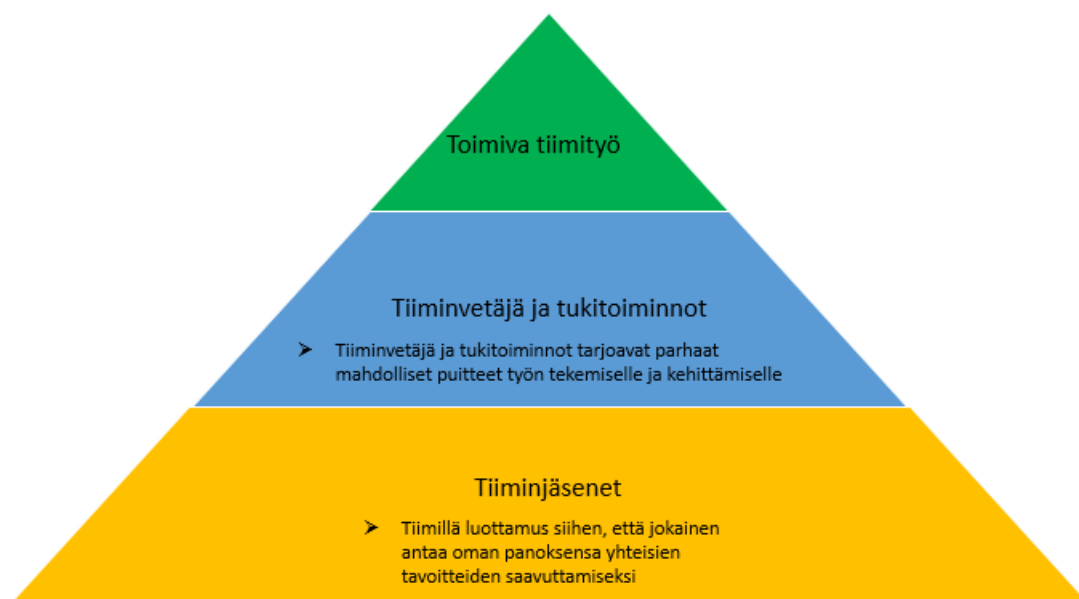 Toimiva tiimityö
Tiiminvetäjä ja tukitoiminnot
➢ Tiiminvetäjä ja tukitoiminnot tarjoavat parhaat
mahdolliset puitteet työn tekemiselle ja kehittämiselle
Tiiminjäsenet
➢ Tiimillä luottamus siihen, että jokainen
antaa oman panoksensa yhteisien
tavoitteiden saavuttamiseksi